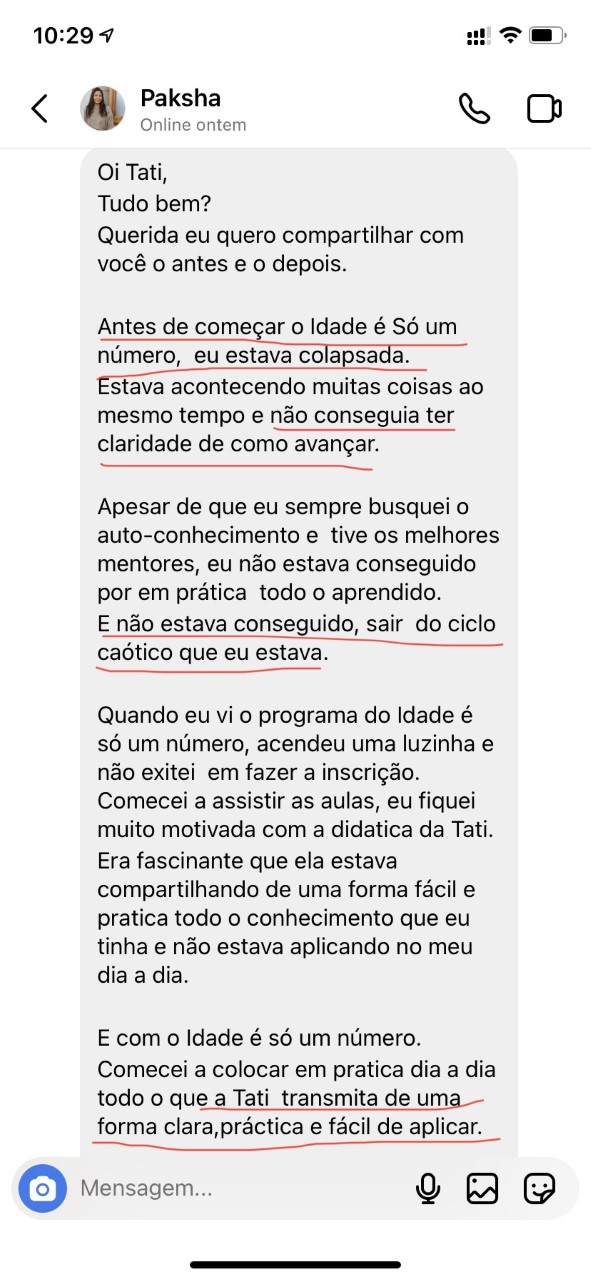 10:29
Paksha
Online ontem
Oi Tati,
Tudo bem?
Querida eu quero compartilhar com
você o antes e o depois.
Antes de começar o Idade é Só um
número,  eu estava colapsada.
Estava acontecendo muitas coisas ao
mesmo tempo e não conseguia ter
claridade de como avançar.
Apesar de que eu sempre busquei o
auto-conhecimento e  tive os melhores
mentores, eu não estava conseguido
por em prática  todo o aprendido.
E não estava conseguido, sair  do ciclo
caótico que eu estava.
Quando eu vi o programa do Idade é
só um número, acendeu uma luzinha e
não exitei  em fazer a inscrição.
Comecei a assistir as aulas, eu fiquei
muito motivada com a didatica da Tati.
Era fascinante que ela estava
compartilhando de uma forma fácil e
pratica todo o conhecimento que eu
tinha e não estava aplicando no meu
dia a dia.
E com o Idade é só um número.
Comecei a colocar em pratica dia a dia
todo o que a Tati  transmita de uma
forma clara,práctica e fácil de aplicar.
Mensagem...